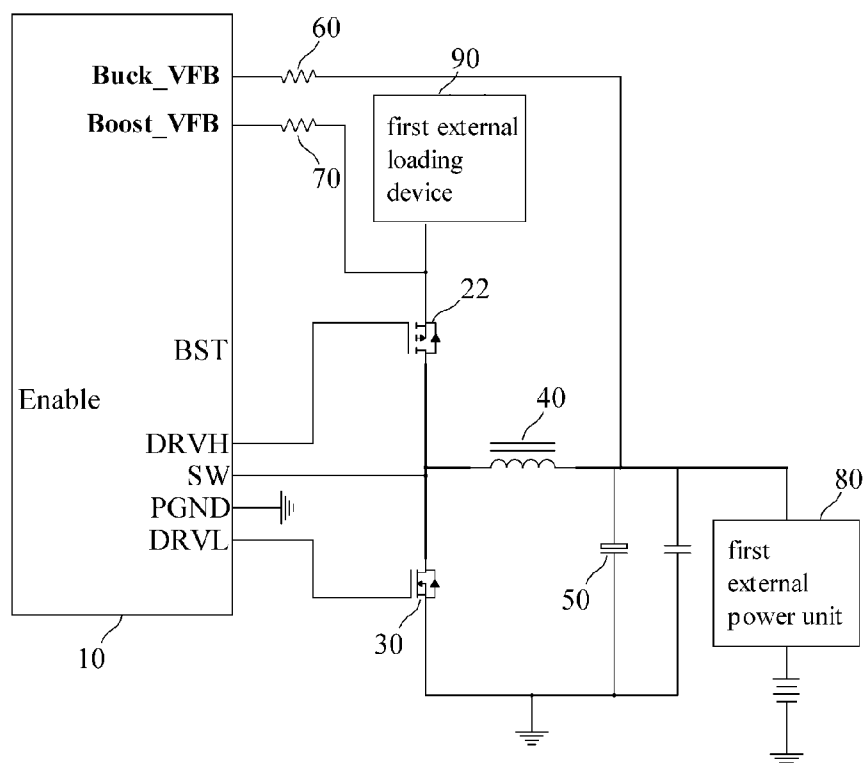 60
Buck_VFB
90
Boost_VFB
first external
loading
device
70
22
BST
Enable
40
DRVH
SW
80
PGND
DRVL
first
external
power unit
50
30
10